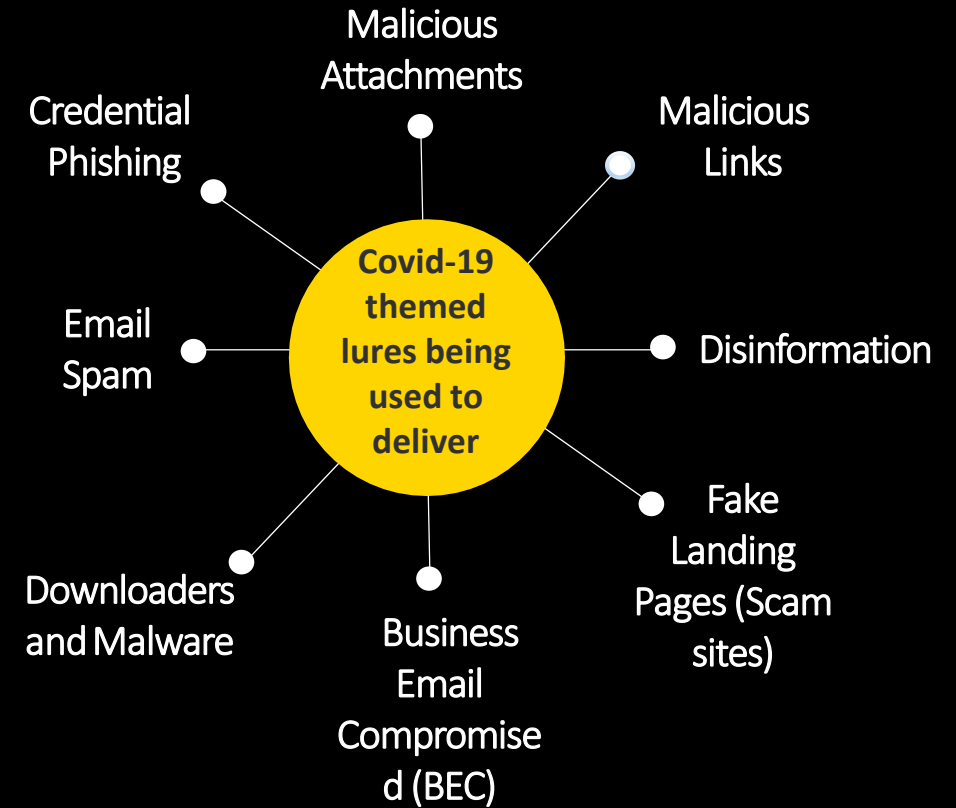 Malicious
Attachments
Credential
Phishing
Malicious
Links
Covid-19
themed
lures being
used to
deliver
Email
Spam
Disinformation
Downloaders
and Malware
Fake
Landing
Pages (Scam
sites)
Business
Email
Compromise
d (BEC)